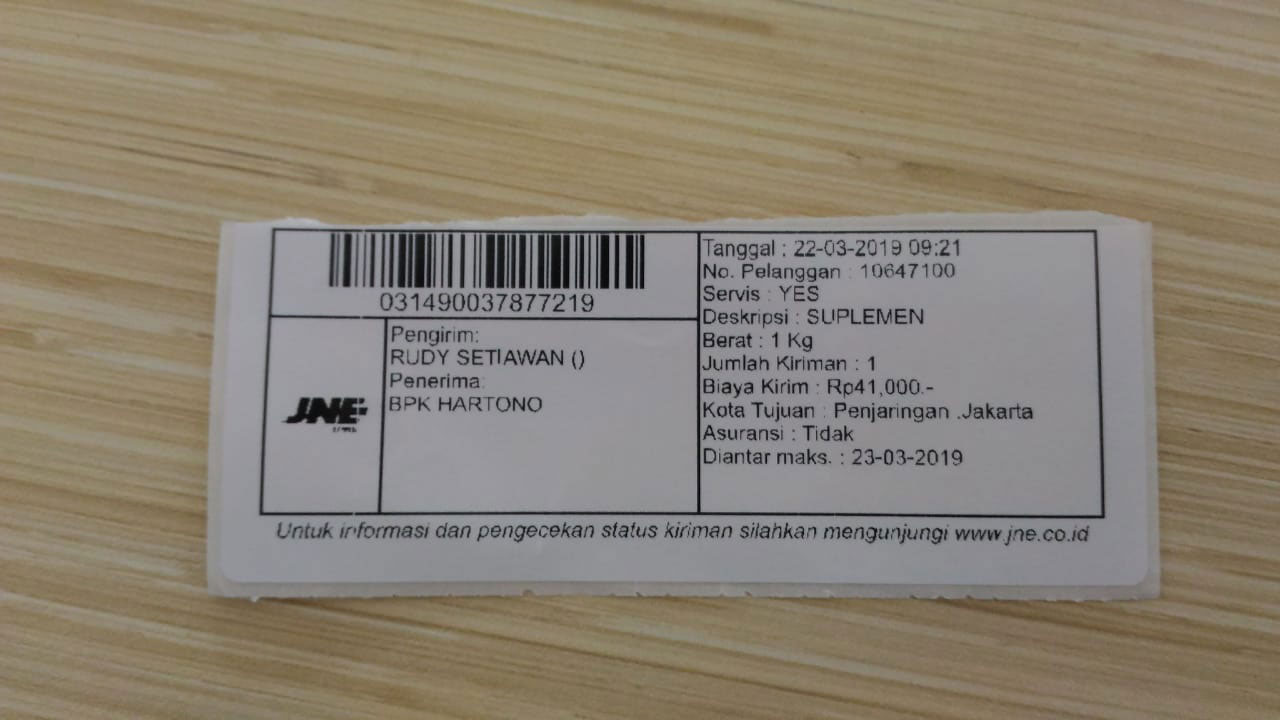 031490037877219
Pengirim:
RUDY SETIAWAN ()
Penerima:
BPK HARTONO
JNE
Tanggal : 22-03-2019 09:21
No. Pelanggan : 10647100
Servis : YES
Deskripsi : SUPLEMEN
Berat : 1 Kg
Jumlah Kiriman : 1
Biaya Kirim : Rp41,000.-
Kota Tujuan : Penjaringan .Jakarta
Asuransi : Tidak
Diantar maks. : 23-03-2019
Untuk informasi dan pengecekan status kiriman silahkan mengunjungi www.jne.co.id